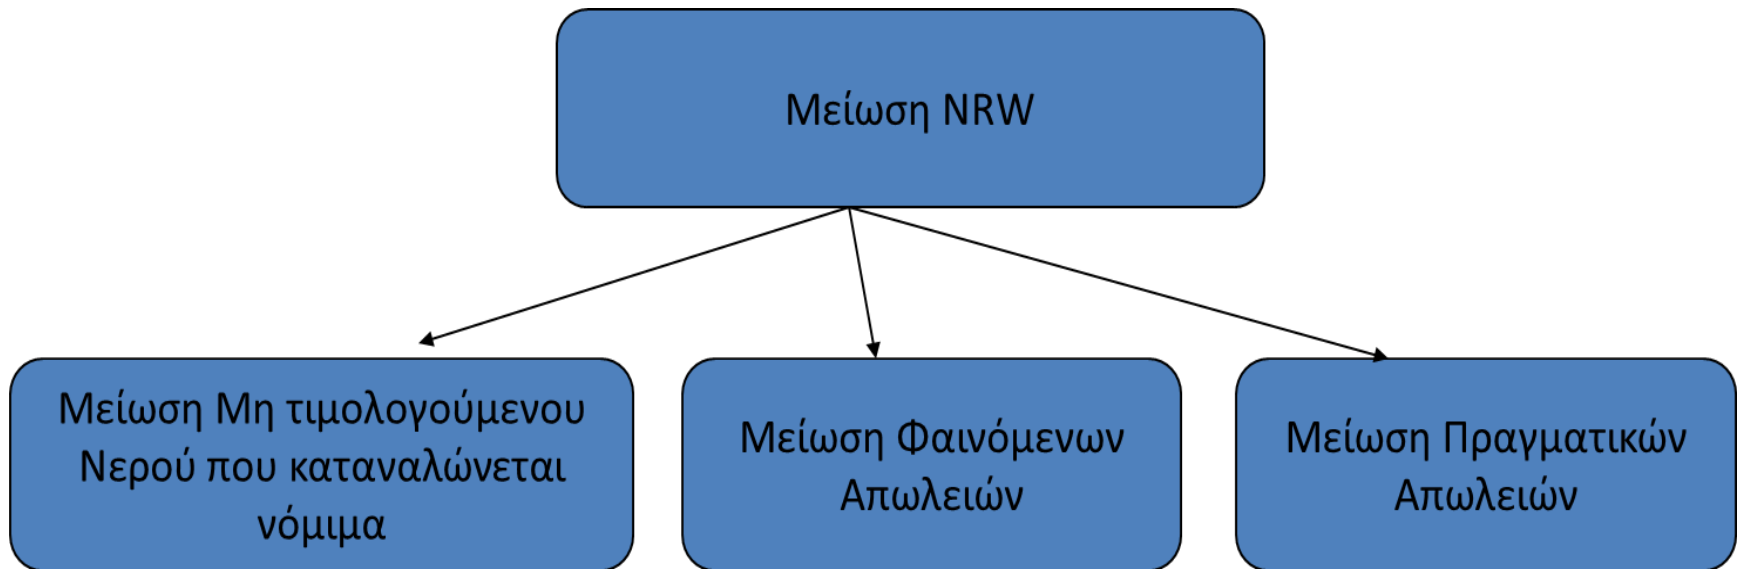 Μείωση NRW
Μείωση Μη τιμολογούμενου
Νερού που καταναλώνεται
νόμιμα
Μείωση Φαινόμενων
Απωλειών
Μείωση Πραγματικών
Απωλειών